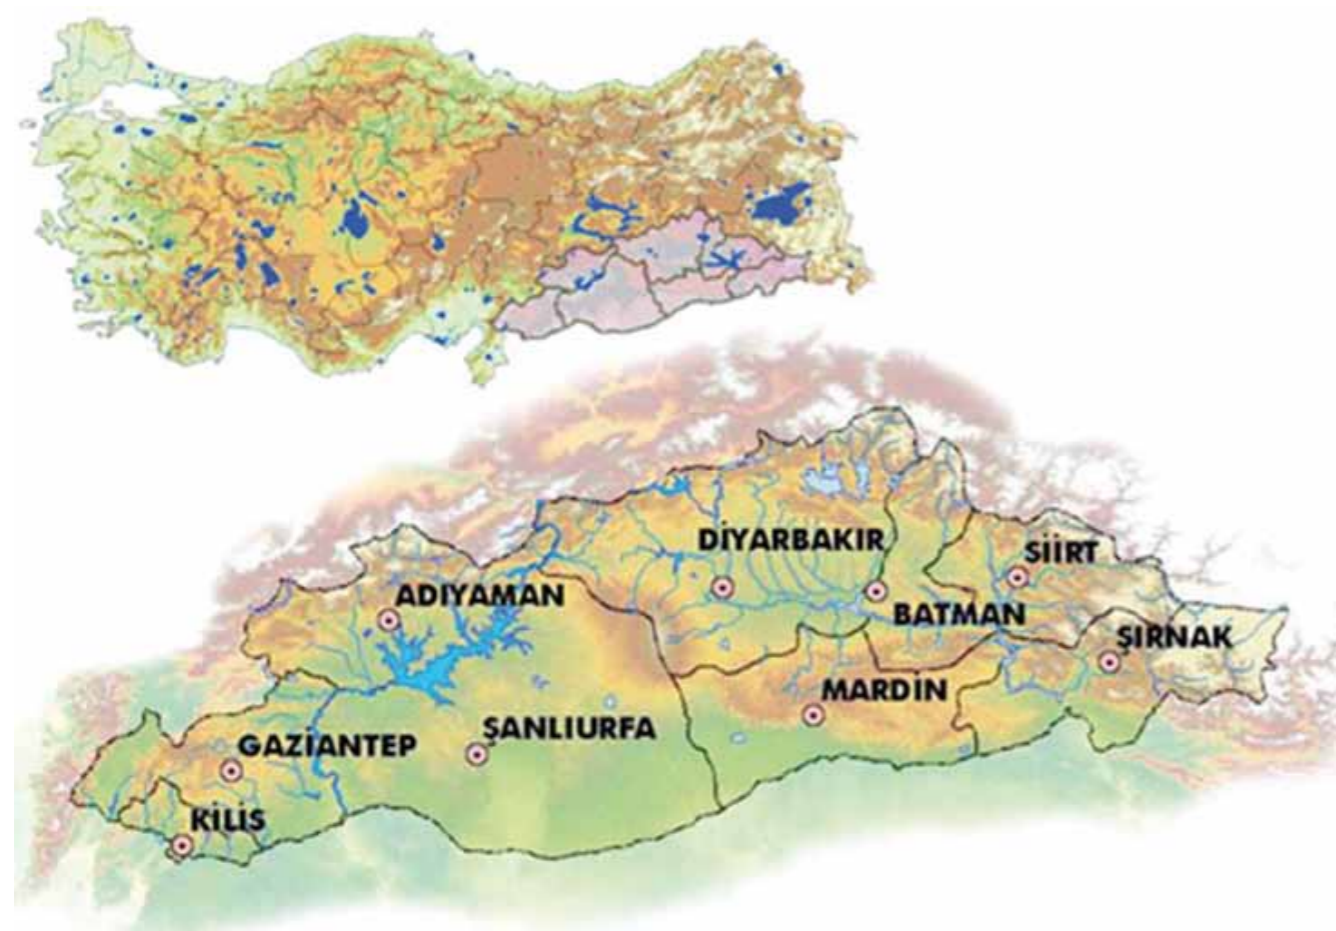 DİYARBAKIR
SİİRT
ADIYAMAN
BATMAN
ŞIRNAK
MARDİN
ŞANLIURFA
GAZİANTEP
KİLİS